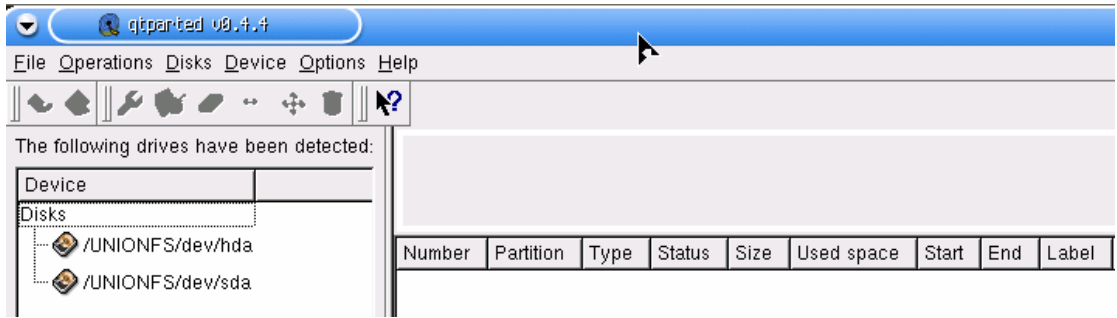 qtparted v0.4.4
File Operations Disks Device Options Help
The following drives have been detected:
Device
Disks
/UNIONFS/dev/hda
/UNIONFS/dev/sda
Number Partition Type Status Size Used space Start End Label